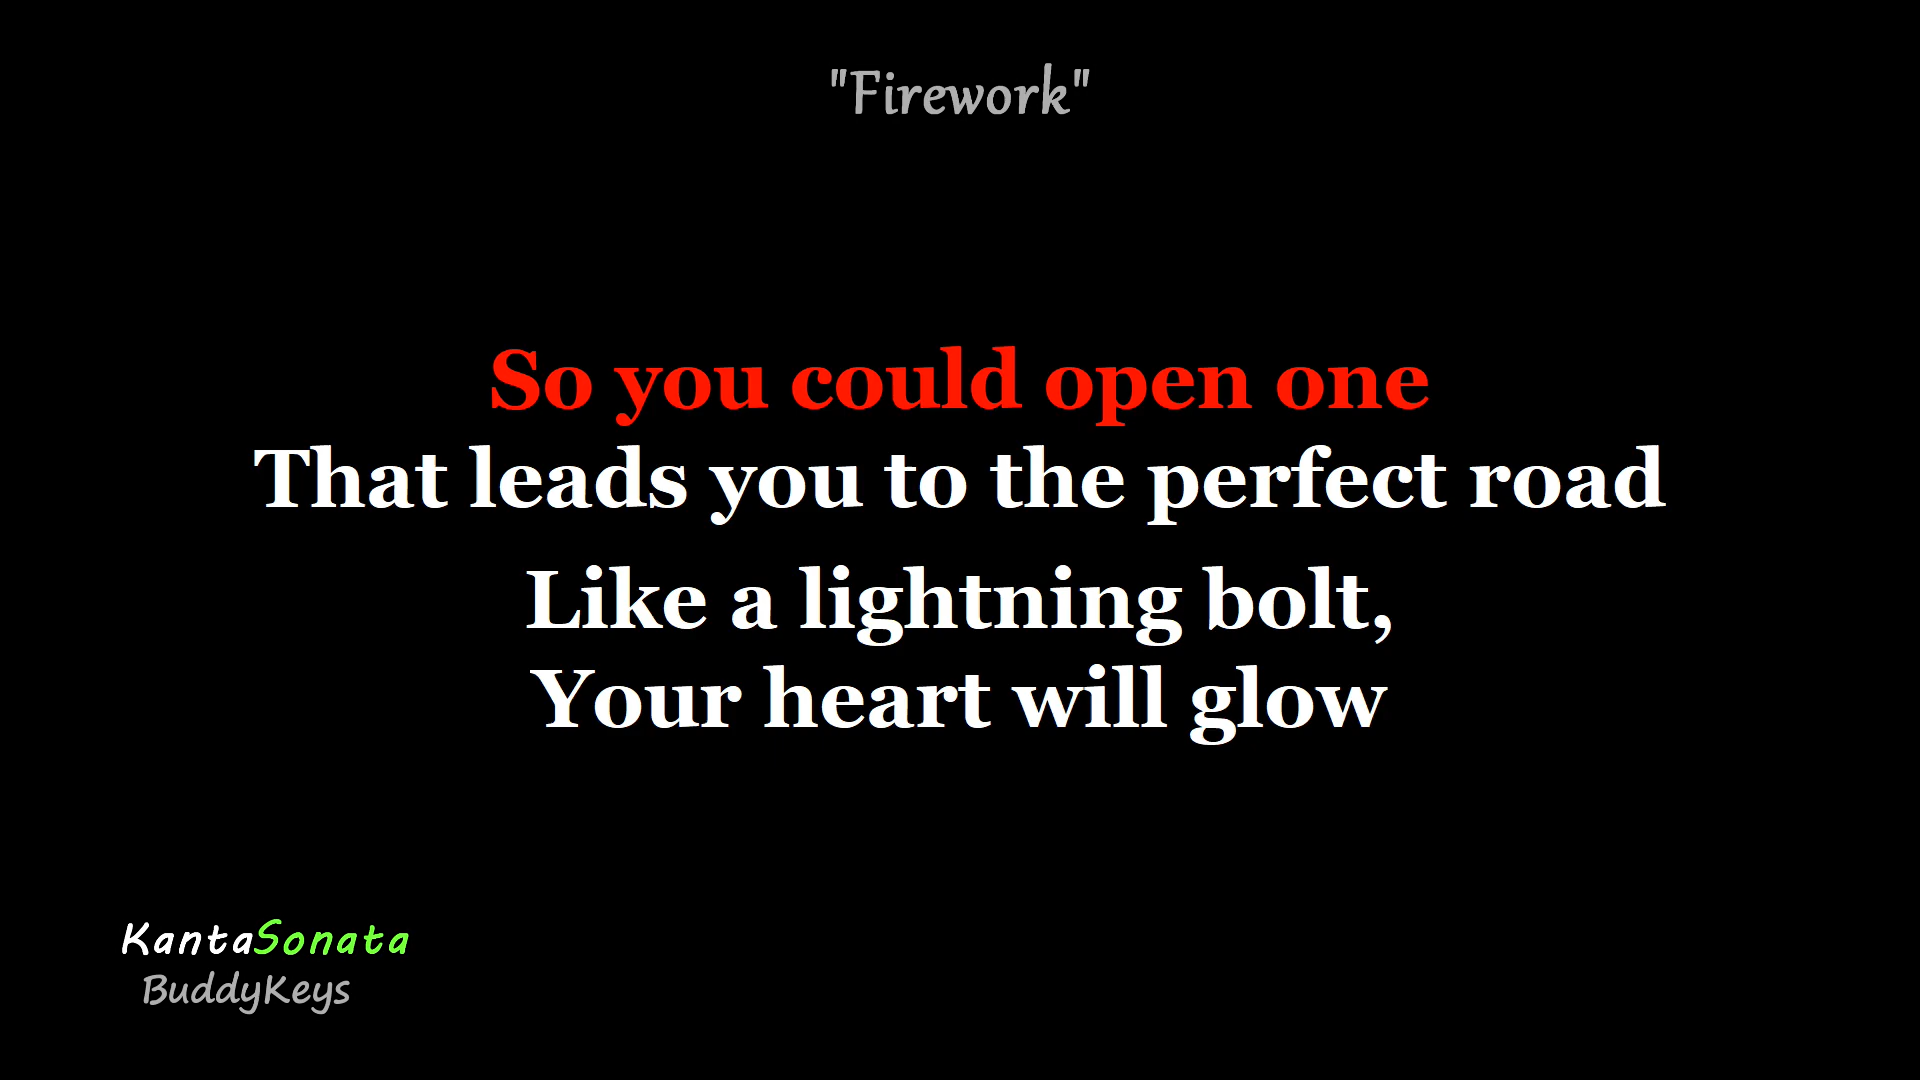 "Firework"
So you could open one
That leads you to the perfect road
Like a lightning bolt,
Your heart will glow
KantaSonata
BuddyKeys